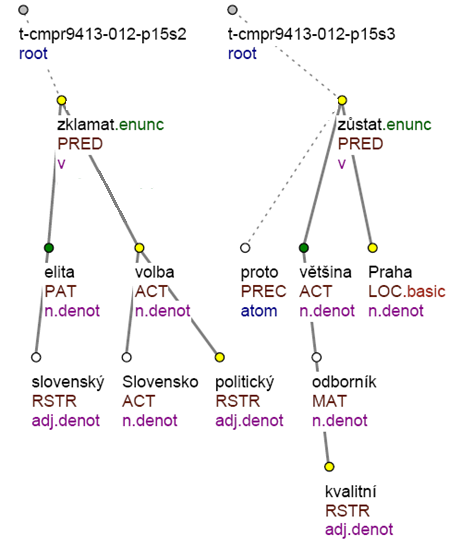 t-cmpr9413-012-p15s2
root
zklamat.enunc
PRED
v
elita
PAT
n.denot
volba
ACT
n.denot
slovenský
RSTR
adj.denot
Slovensko
ACT
n.denot
politický
RSTR
adj.denot
t-cmpr9413-012-p15s3
root
zůstat.enunc
PRED
v
proto
PREC
atom
většina
ACT
n.denot
Praha
LOC.basic
n.denot
odborník
MAT
n.denot
kvalitní
RSTR
adj.denot